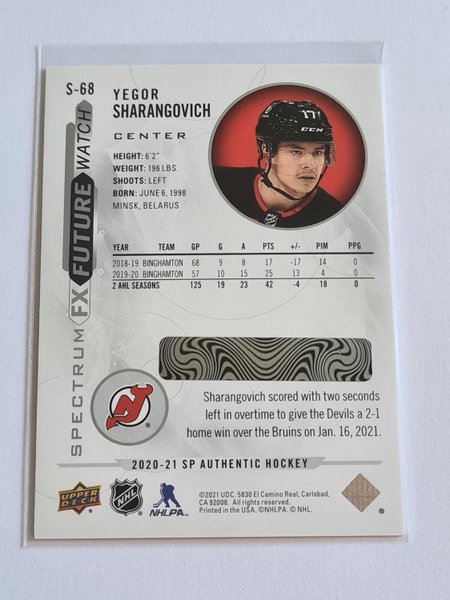 S-68
YEGOR
SHARANGOVICH
CENTER
HEIGHT: 6'2"
WEIGHT: 196 LBS.
SHOOTS: LEFT
BORN: JUNE 6, 1998
MINSK, BELARUS
17
CCM
SPECTRUM FX FUTURE WATCH
YEAR TEAM GP G A PTS +/- PIM PPG
2018-19 BINGHAMTON 68 9 8 17 -17 14 0
2019-20 BINGHAMTON 57 10 15 25 13 4 0
2 AHL SEASONS 125 19 23 42 -4 18 0
Sharangovich scored with two seconds
left in overtime to give the Devils a 2-1
home win over the Bruins on Jan. 16, 2021.
®
2020-21 SP AUTHENTIC HOCKEY
UPPER DECK
NHL
NHLPA
©2021 UDC. 5830 El Camino Real, Carlsbad,
CA 92008. All Rights Reserved.
Printed in the USA. ©NHLPA. © NHL.
®